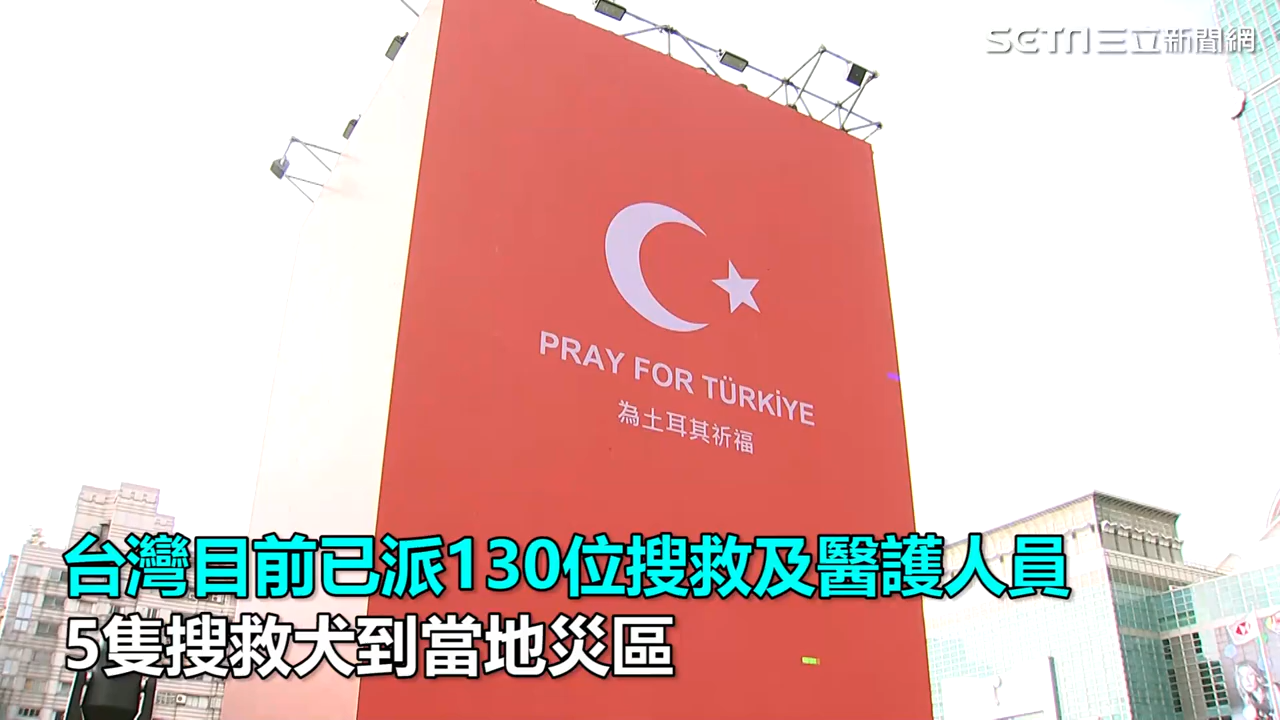 SETN三立新聞網
PRAY FOR TÜRKİYE
為土耳其祈福
台灣目前已派130位搜救及醫護人員
5隻搜救犬到當地災區